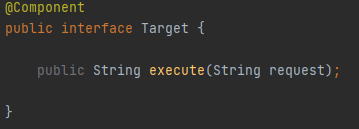 @Component
public interface Target {
public String execute(String request);
}